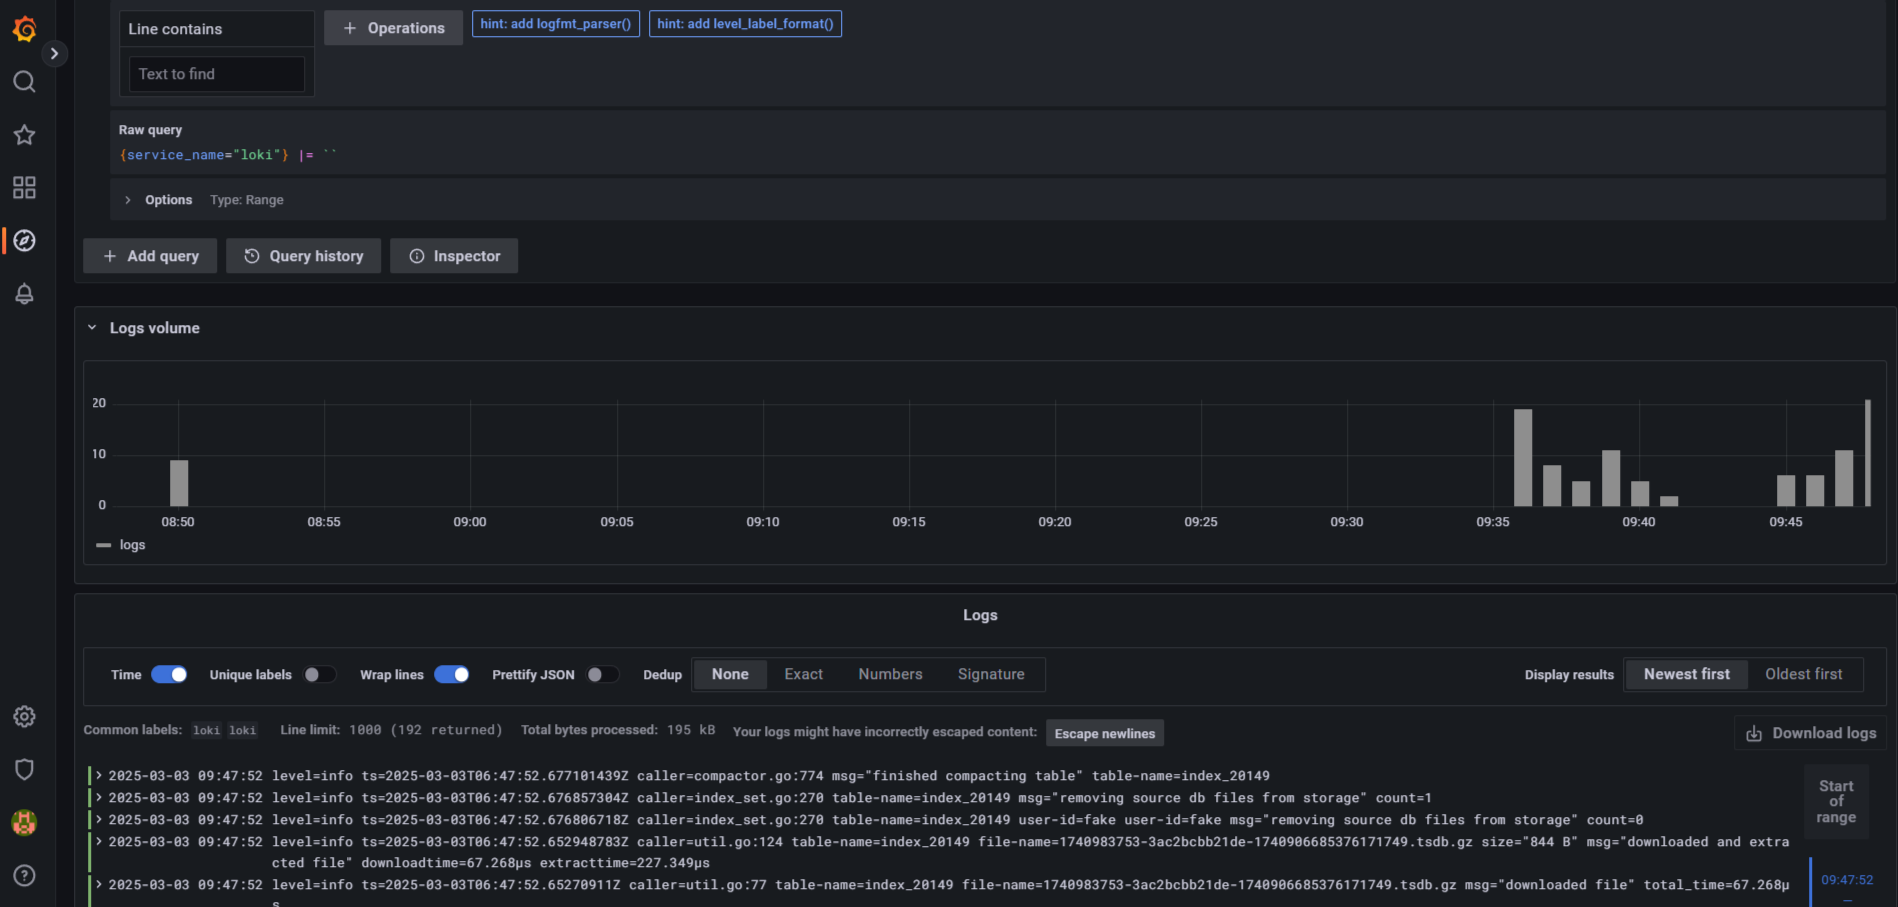 Line contains
+ Operations
hint: add logfmt_parser()
hint: add level_label_format()
Text to find
Raw query
{service_name="loki"} |= ``
Options Type: Range
+ Add query
Query history
Inspector
Logs volume
20
10
0
08:50 08:55 09:00 09:05 09:10 09:15 09:20 09:25 09:30 09:35 09:40 09:45
logs
Logs
Time Unique labels Wrap lines Prettify JSON Dedup None Exact Numbers Signature Display results Newest first Oldest first
Common labels: loki loki Line limit: 1000 (192 returned) Total bytes processed: 195 kB Your logs might have incorrectly escaped content: Escape newlines Download logs
> 2025-03-03 09:47:52 level=info ts=2025-03-03T06:47:52.677101439Z caller=compactor.go:774 msg="finished compacting table" table-name=index_20149
> 2025-03-03 09:47:52 level=info ts=2025-03-03T06:47:52.676857304Z caller=index_set.go:270 table-name=index_20149 msg="removing source db files from storage" count=1
> 2025-03-03 09:47:52 level=info ts=2025-03-03T06:47:52.676806718Z caller=index_set.go:270 table-name=index_20149 user-id=fake user-id=fake msg="removing source db files from storage" count=0
> 2025-03-03 09:47:52 level=info ts=2025-03-03T06:47:52.652948783Z caller=util.go:124 table-name=index_20149 file-name=1740983753-3ac2bcbb21de-1740906685376171749.tsdb.gz size="844 B" msg="downloaded and extra
cted file" downloadtime=67.268µs extracttime=227.349µs
> 2025-03-03 09:47:52 level=info ts=2025-03-03T06:47:52.65270911Z caller=util.go:77 table-name=index_20149 file-name=1740983753-3ac2bcbb21de-1740906685376171749.tsdb.gz msg="downloaded file" total_time=67.268µ
s
Start
of
range
09:47:52